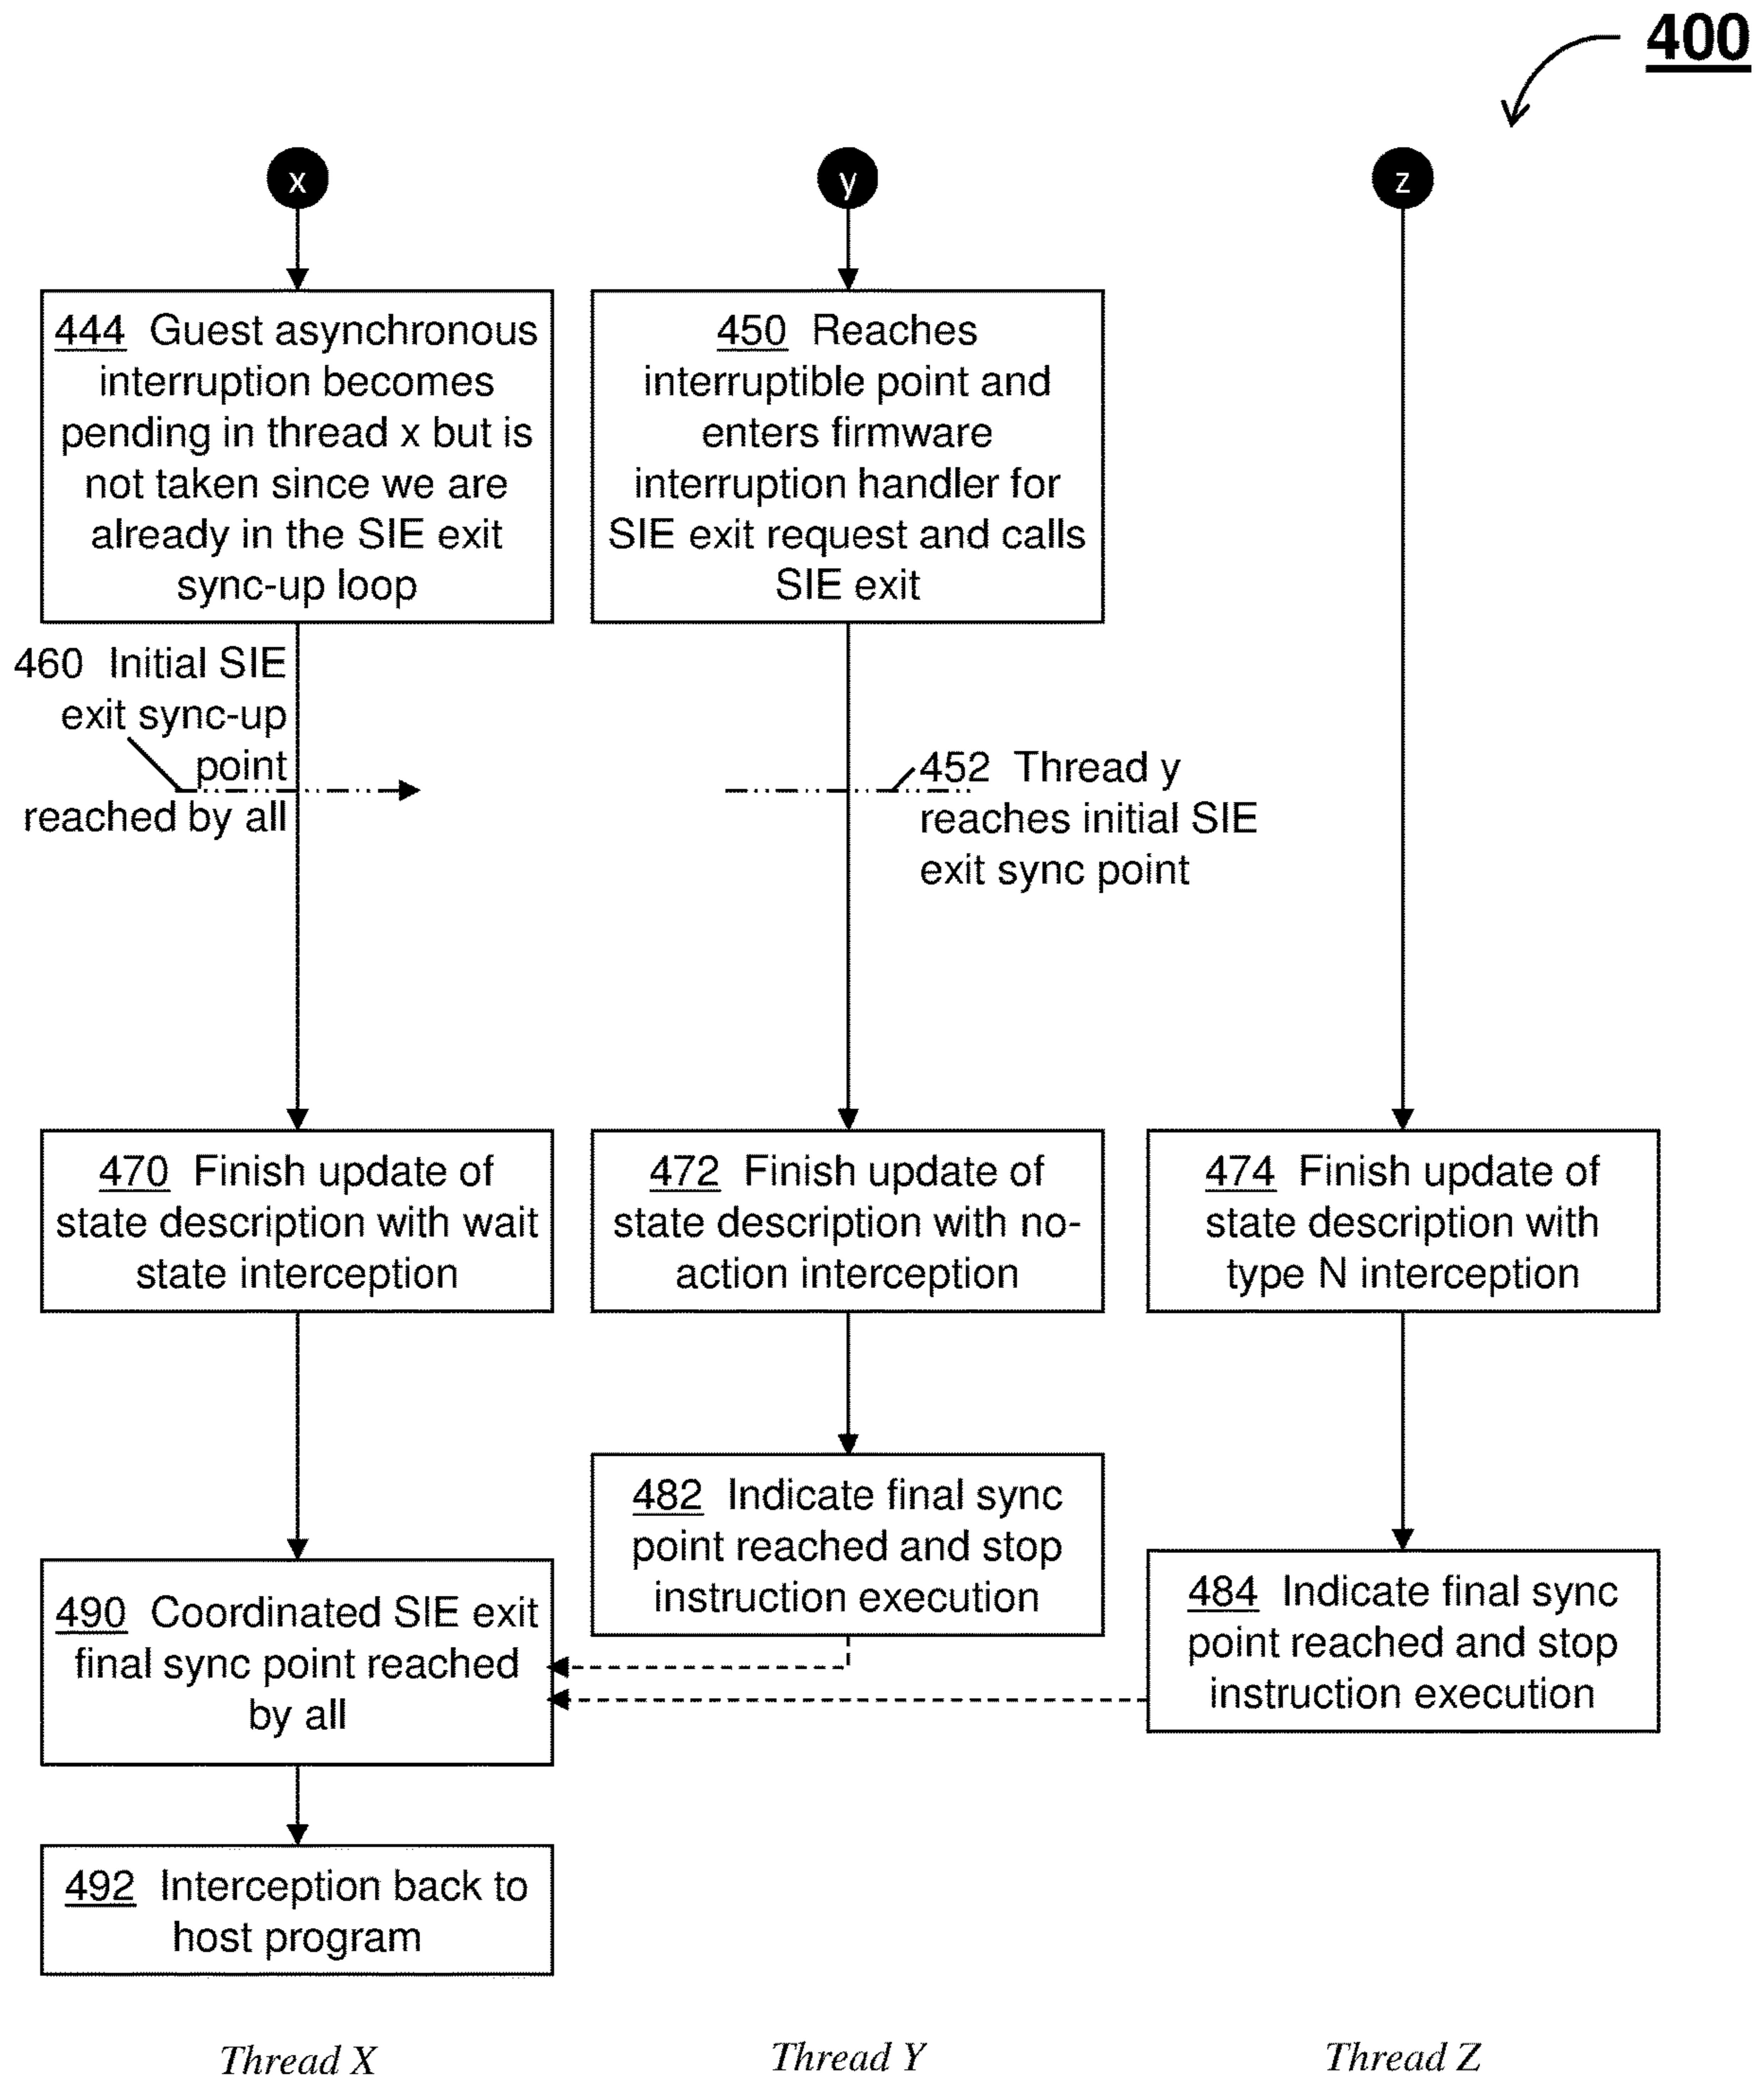 400
x
y
z
444 Guest asynchronous
interruption becomes
pending in thread x but is
not taken since we are
already in the SIE exit
sync-up loop
450 Reaches
interruptible point and
enters firmware
interruption handler for
SIE exit request and calls
SIE exit
460 Initial SIE
exit sync-up
point
reached by all
452 Thread y
reaches initial SIE
exit sync point
470 Finish update of
state description with wait
state interception
472 Finish update of
state description with no-
action interception
474 Finish update of
state description with
type N interception
482 Indicate final sync
point reached and stop
instruction execution
484 Indicate final sync
point reached and stop
instruction execution
490 Coordinated SIE exit
final sync point reached
by all
492 Interception back to
host program
Thread X
Thread Y
Thread Z